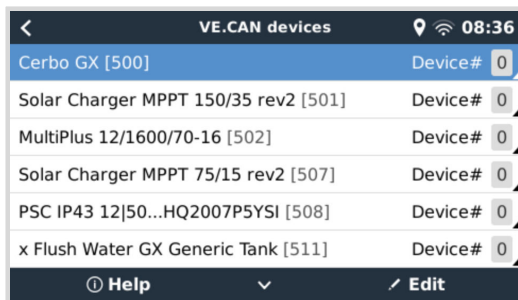 VE.CAN devices 08:36
Cerbo GX [500] Device# 0
Solar Charger MPPT 150/35 rev2 [501] Device# 0
MultiPlus 12/1600/70-16 [502] Device# 0
Solar Charger MPPT 75/15 rev2 [507] Device# 0
PSC IP43 12|50...HQ2007P5YSI [508] Device# 0
x Flush Water GX Generic Tank [511] Device# 0
Help Edit